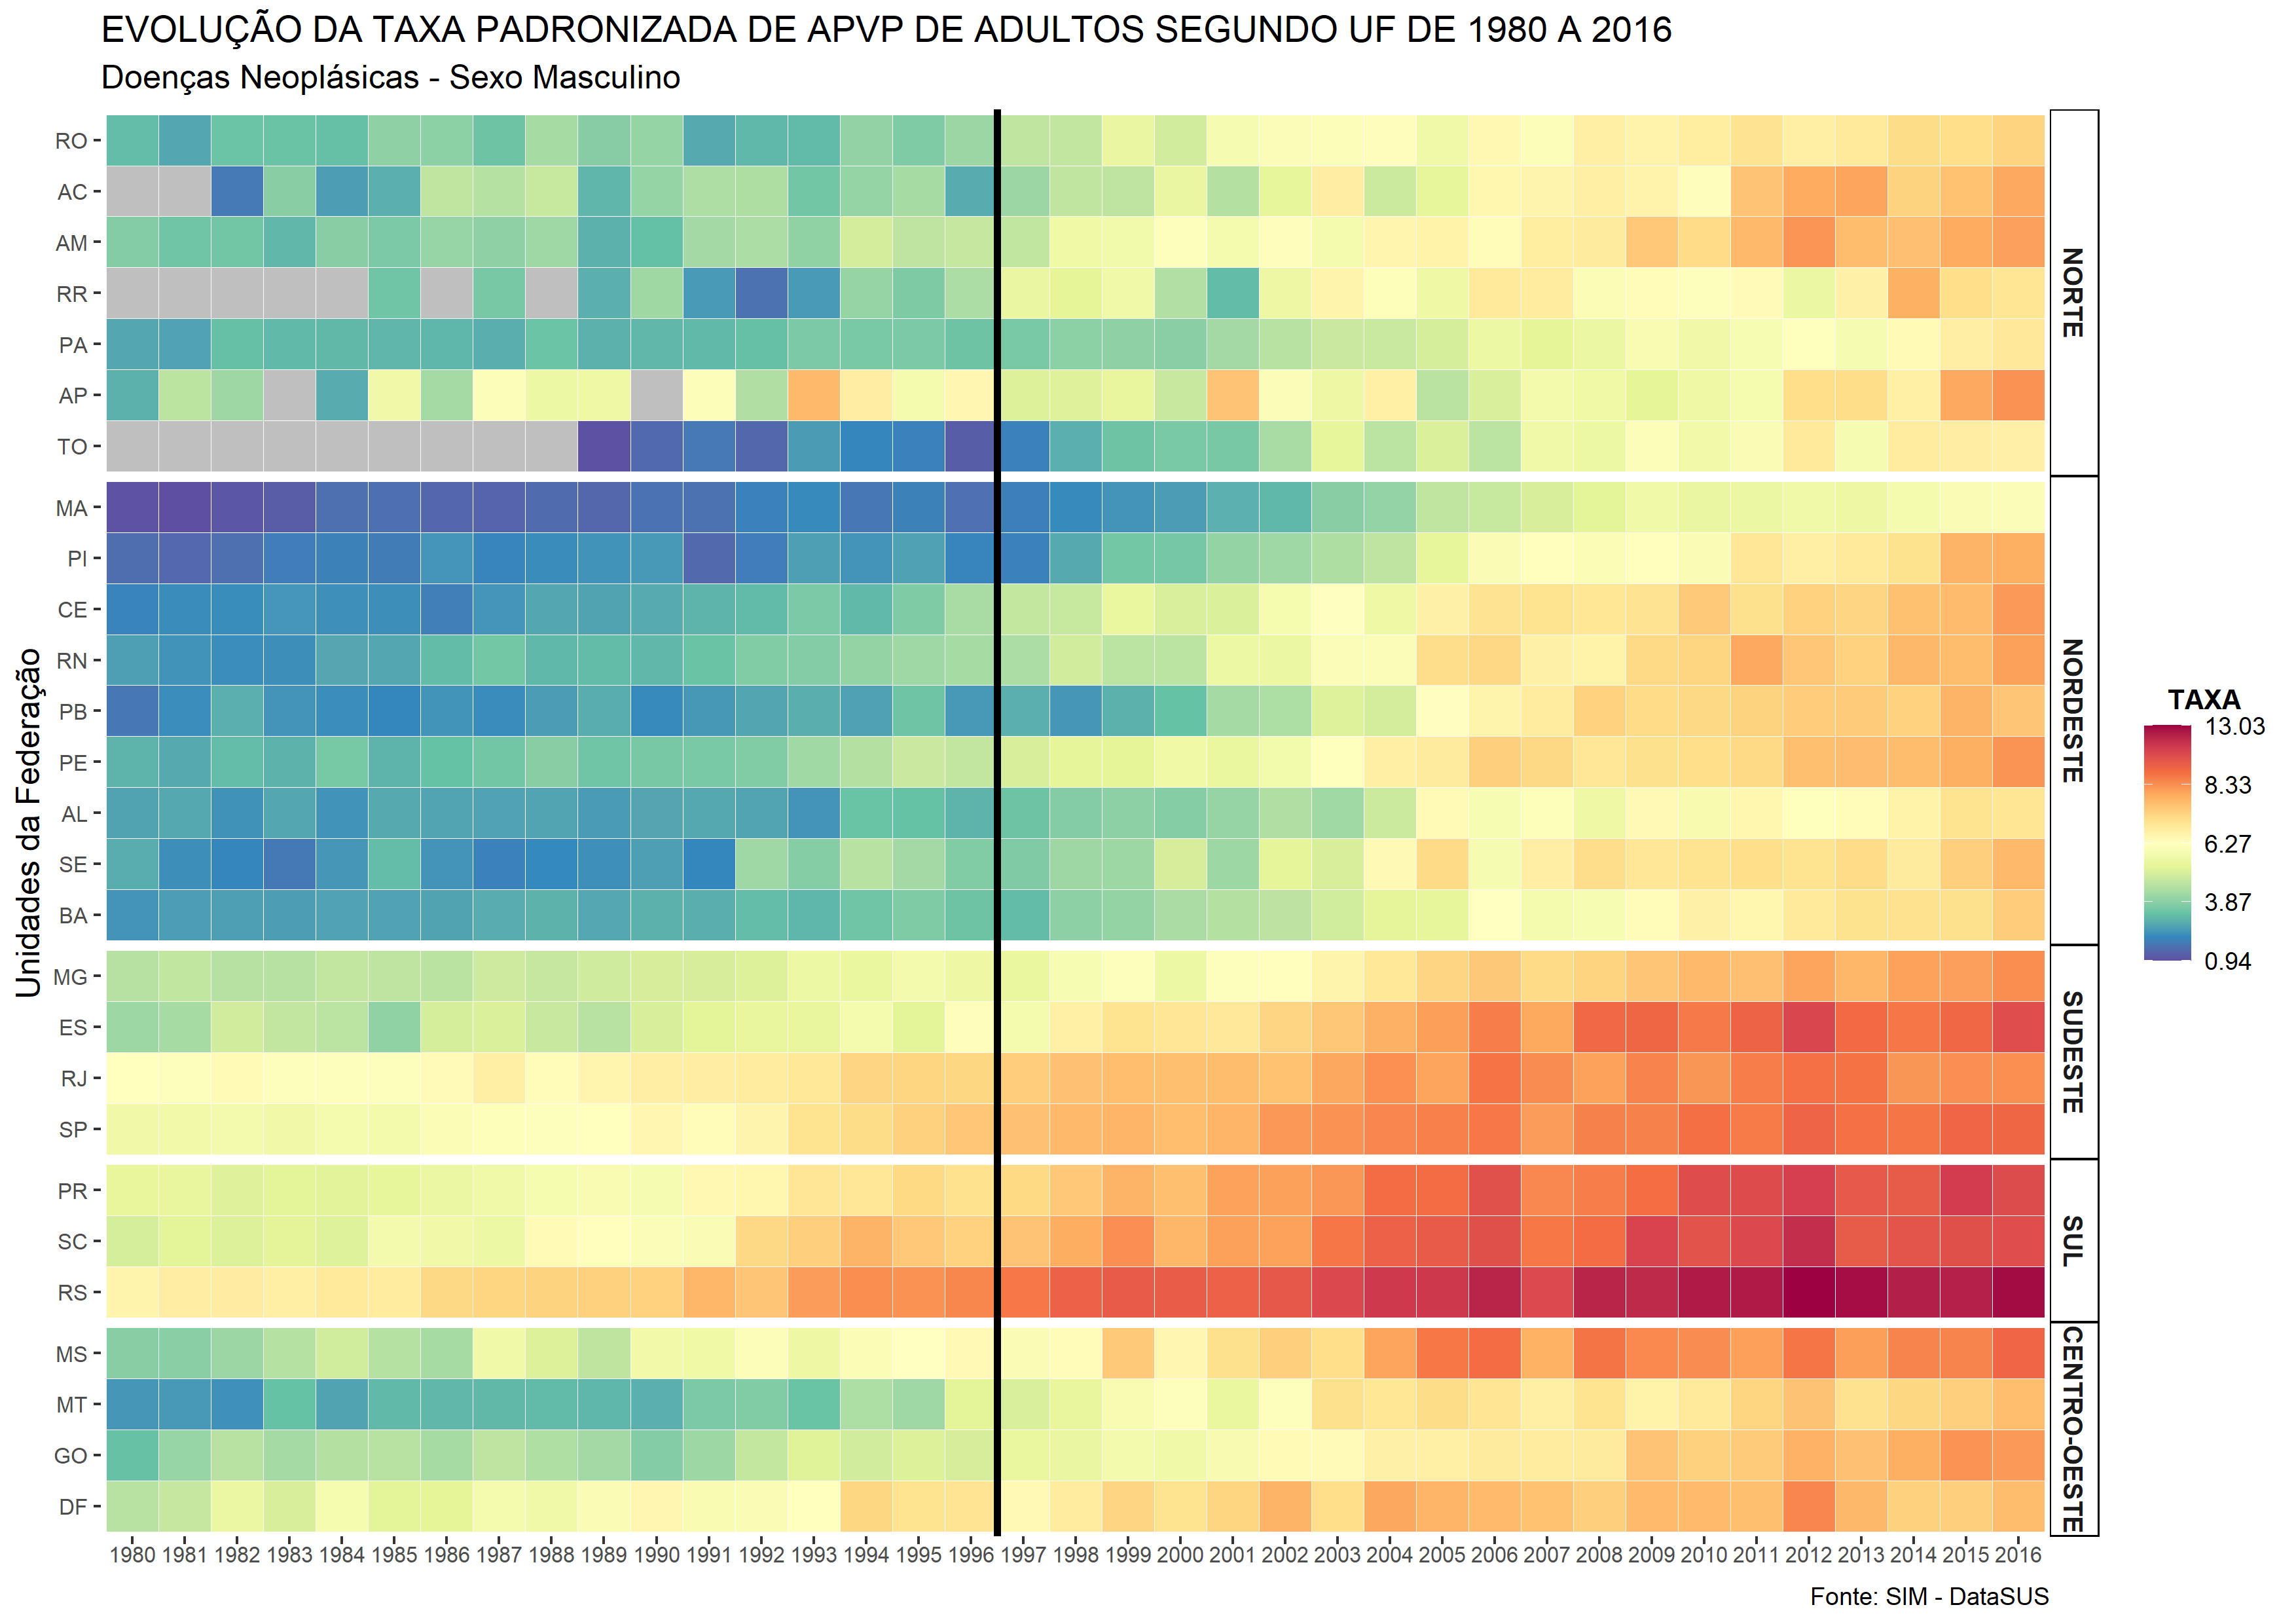 EVOLUÇÃO DA TAXA PADRONIZADA DE APVP DE ADULTOS SEGUNDO UF DE 1980 A 2016
Doenças Neoplásicas - Sexo Masculino
Unidades da Federação
RO
AC
AM
RR
PA
AP
TO
NORTE
MA
PI
CE
RN
PB
PE
AL
SE
BA
NORDESTE
MG
ES
RJ
SP
SUDESTE
PR
SC
RS
SUL
MS
MT
GO
DF
CENTRO-OESTE
1980 1981 1982 1983 1984 1985 1986 1987 1988 1989 1990 1991 1992 1993 1994 1995 1996 1997 1998 1999 2000 2001 2002 2003 2004 2005 2006 2007 2008 2009 2010 2011 2012 2013 2014 2015 2016
TAXA
13.03
8.33
6.27
3.87
0.94
Fonte: SIM - DataSUS